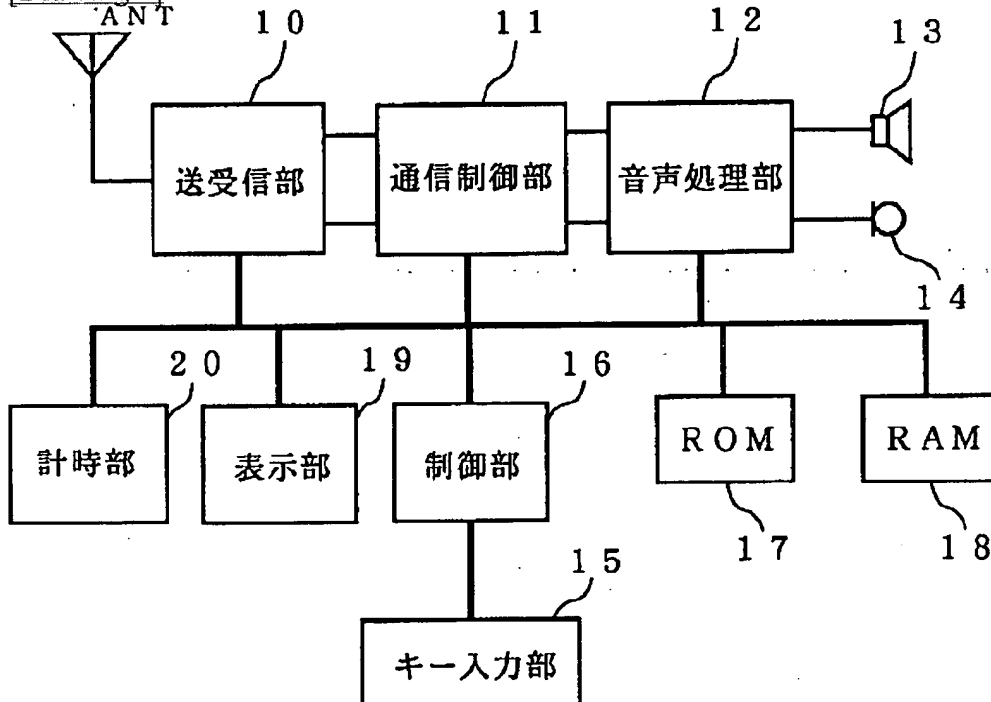 ANT
10
11
12
13
送受信部
通信制御部
音声処理部
14
20
19
16
計時部
表示部
制御部
ROM
RAM
17
18
15
キー入力部